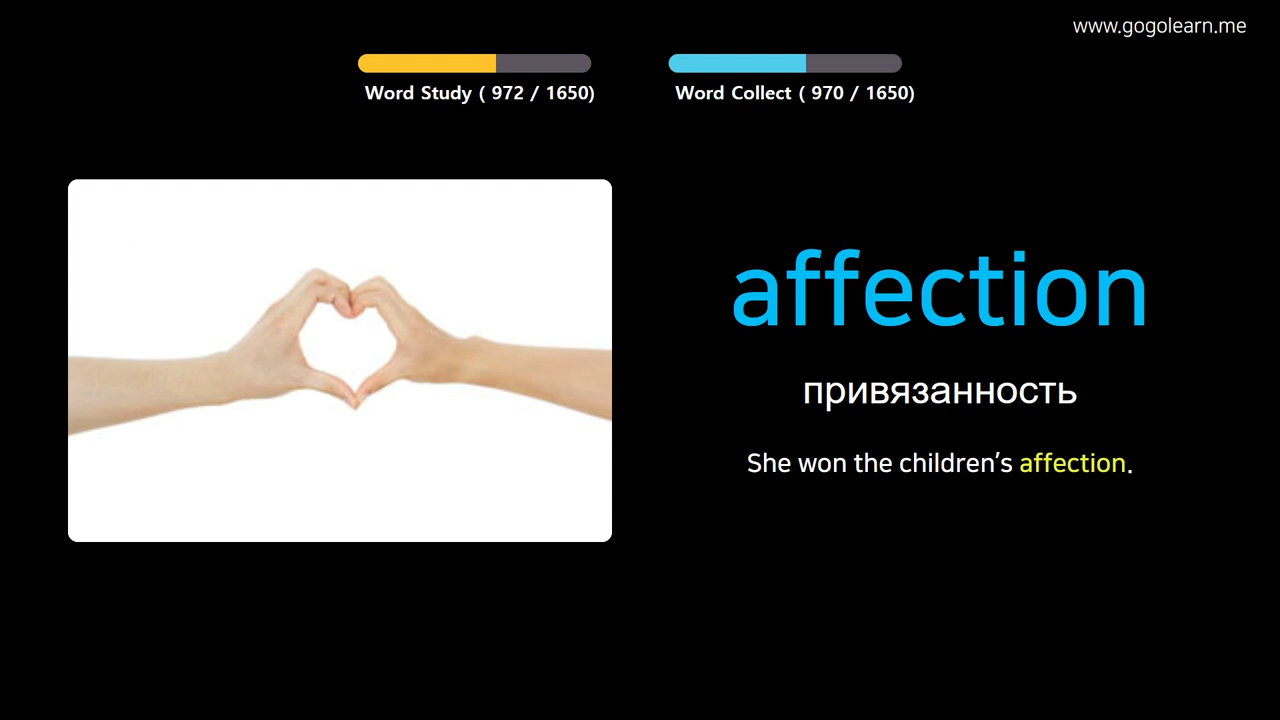 www.gogolearn.me
Word Study ( 972 / 1650)
Word Collect ( 970 / 1650)
affection
привязанность
She won the children’s affection.